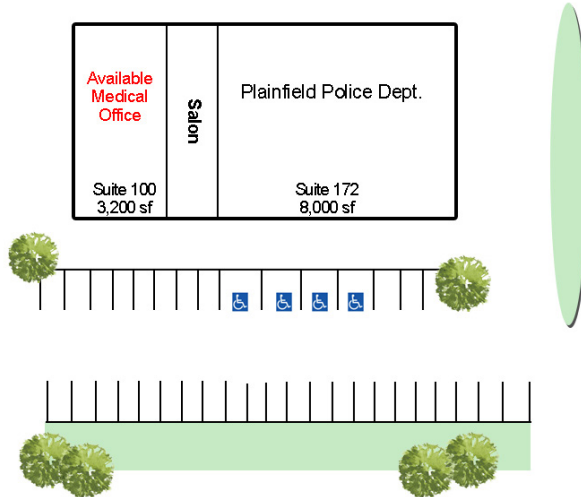 Available
Medical
Office
Suite 100
3,200 sf
Salon
Plainfield Police Dept.
Suite 172
8,000 sf